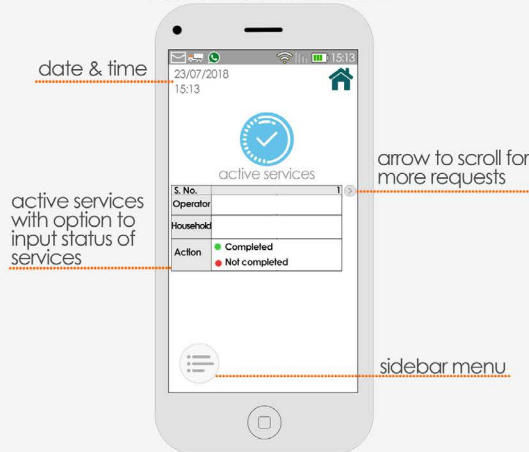 15:13
date & time
23/07/2018
15:13
active services
arrow to scroll for
more requests
S. No. 1
active services
with option to
input status of
services
Operator
Household
Action
Completed
Not completed
sidebar menu